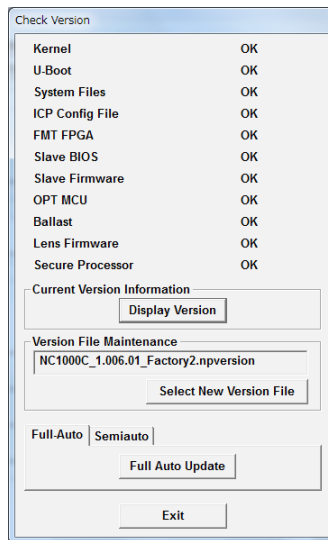 Check Version
Kernel OK
U-Boot OK
System Files OK
ICP Config File OK
FMT FPGA OK
Slave BIOS OK
Slave Firmware OK
OPT MCU OK
Ballast OK
Lens Firmware OK
Secure Processor OK
Current Version Information
Display Version
Version File Maintenance
NC1000C_1.006.01_Factory2.npversion
Select New Version File
Full-Auto Semiauto
Full Auto Update
Exit